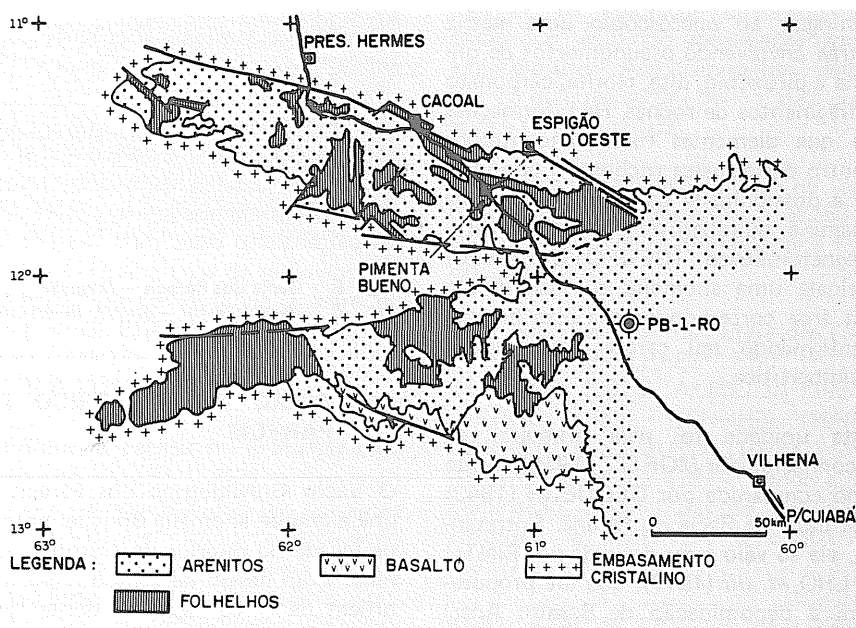 11°
PRES. HERMES
CACOAL
ESPIGÃO
D'OESTE
12°
PIMENTA
BUENO
PB-1-RO
VILHENA
P/CUIABÁ
0 50km
13°
63° 62° 61° 60°
LEGENDA: ARENITOS BASALTO EMBASAMENTO
CRISTALINO
FOLHELHOS